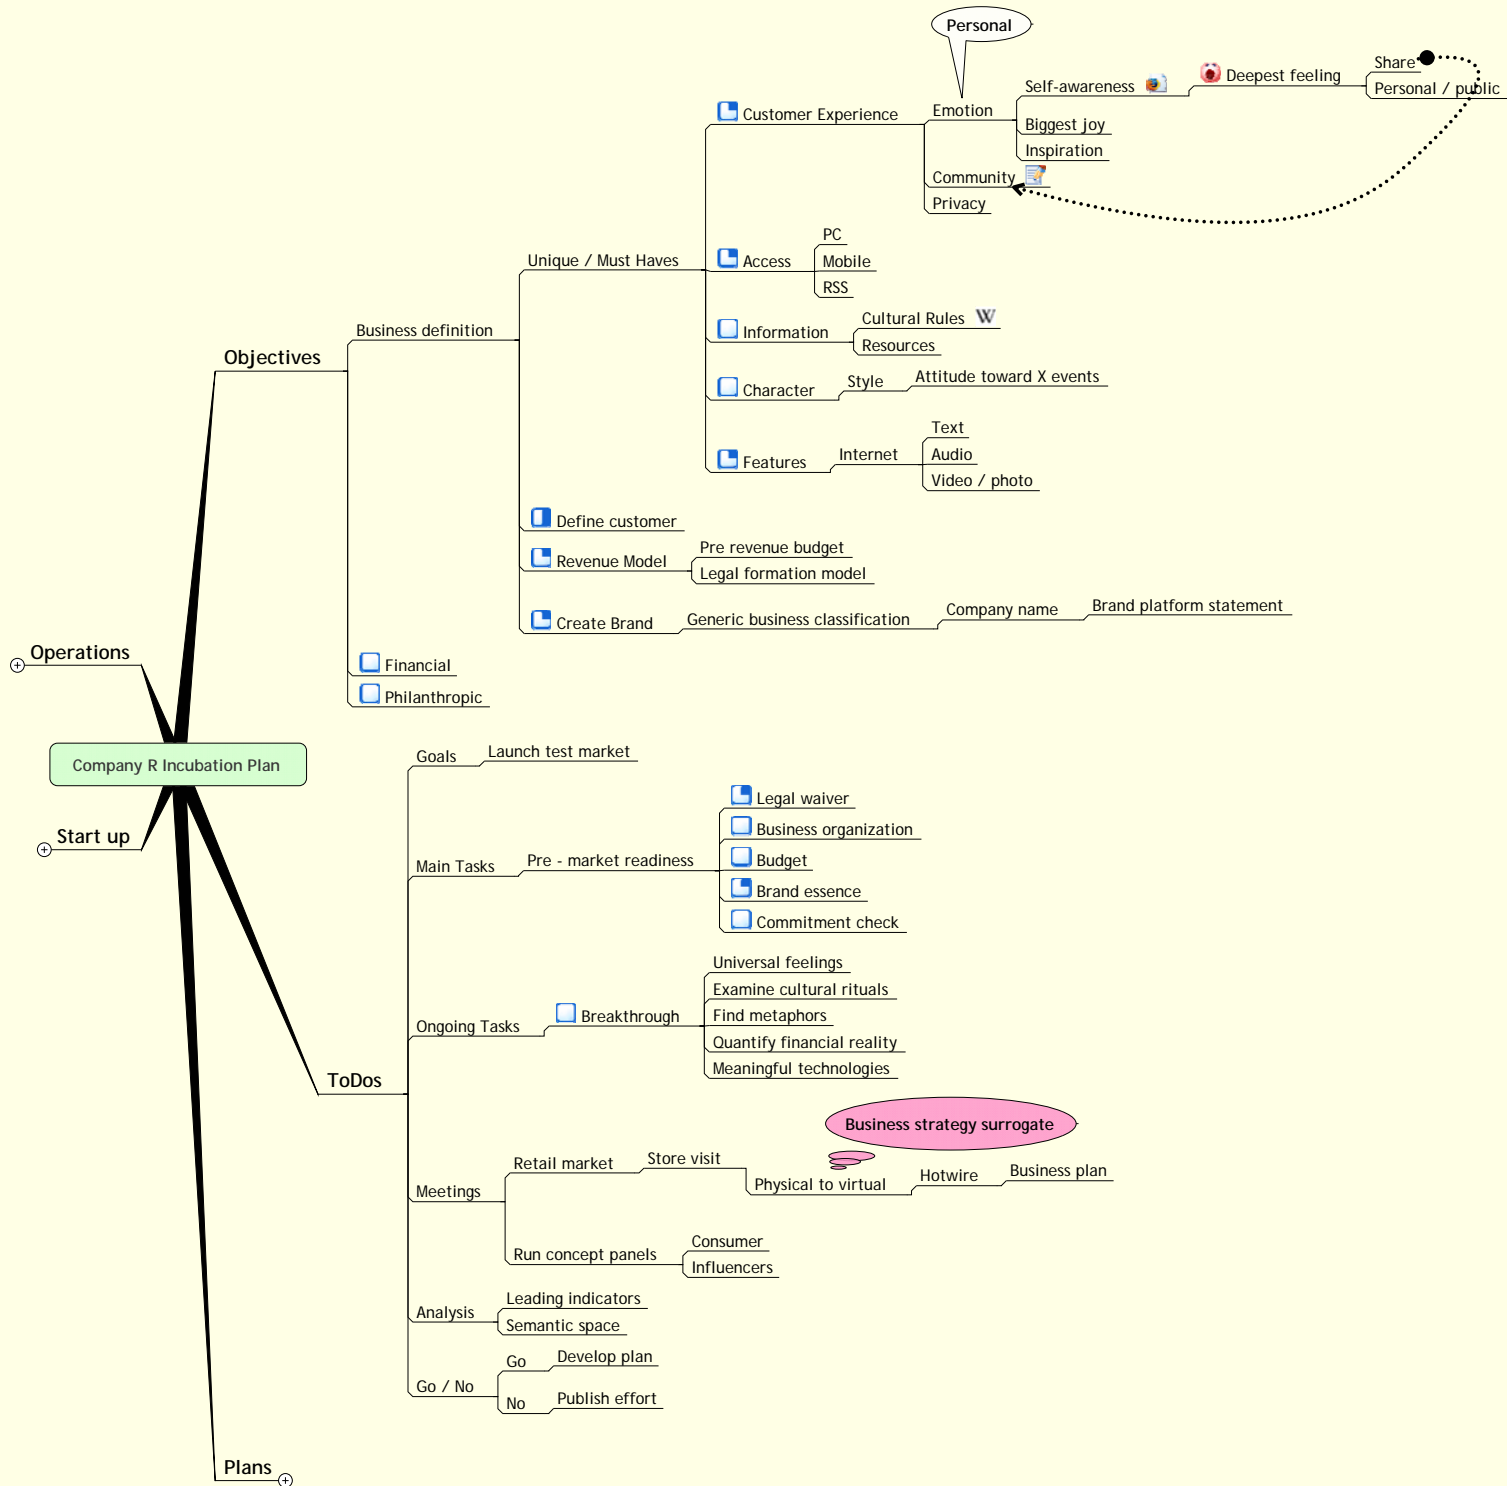 Personal
Share
Deepest feeling
Personal / public
Self-awareness
Customer Experience
Emotion
Biggest joy
Inspiration
Community
Privacy
PC
Unique / Must Haves
Access
Mobile
RSS
Cultural Rules W
Business definition
Information
Resources
Objectives
Style
Attitude toward X events
Character
Text
Features
Internet
Audio
Video / photo
Define customer
Pre revenue budget
Revenue Model
Legal formation model
Create Brand
Generic business classification
Company name
Brand platform statement
Operations
Financial
Philanthropic
Company R Incubation Plan
Goals
Launch test market
Legal waiver
Start up
Business organization
Main Tasks
Pre - market readiness
Budget
Brand essence
Commitment check
Universal feelings
Examine cultural rituals
Ongoing Tasks
Breakthrough
Find metaphors
Quantify financial reality
Meaningful technologies
ToDos
Business strategy surrogate
Retail market
Store visit
Meetings
Physical to virtual
Hotwire
Business plan
Run concept panels
Consumer
Influencers
Leading indicators
Analysis
Semantic space
Go
Develop plan
Go / No
No
Publish effort
Plans